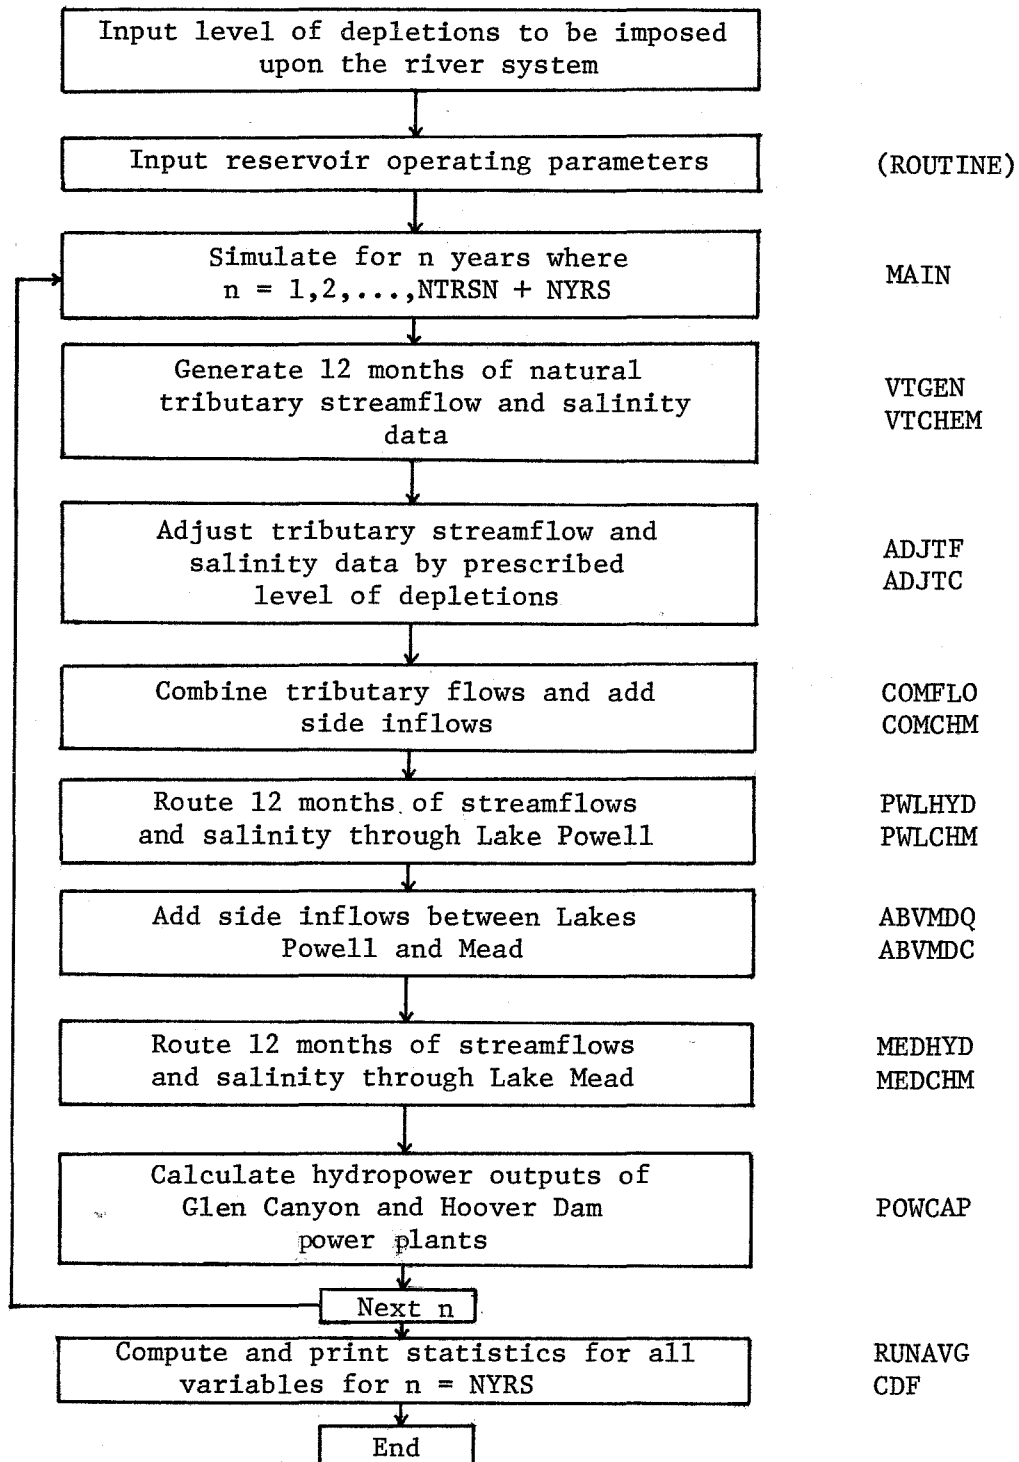 Input level of depletions to be imposed
upon the river system
Input reservoir operating parameters
(ROUTINE)
Simulate for n years where
n = 1,2,...,NTRSN + NYRS
MAIN
Generate 12 months of natural
tributary streamflow and salinity
data
VTGEN
VTCHEM
Adjust tributary streamflow and
salinity data by prescribed
level of depletions
ADJTF
ADJTC
Combine tributary flows and add
side inflows
COMFLO
COMCHM
Route 12 months of streamflows
and salinity through Lake Powell
PWLHYD
PWLCHM
Add side inflows between Lakes
Powell and Mead
ABVMDQ
ABVMDC
Route 12 months of streamflows
and salinity through Lake Mead
MEDHYD
MEDCHM
Calculate hydropower outputs of
Glen Canyon and Hoover Dam
power plants
POWCAP
Next n
Compute and print statistics for all
variables for n = NYRS
RUNAVG
CDF
End